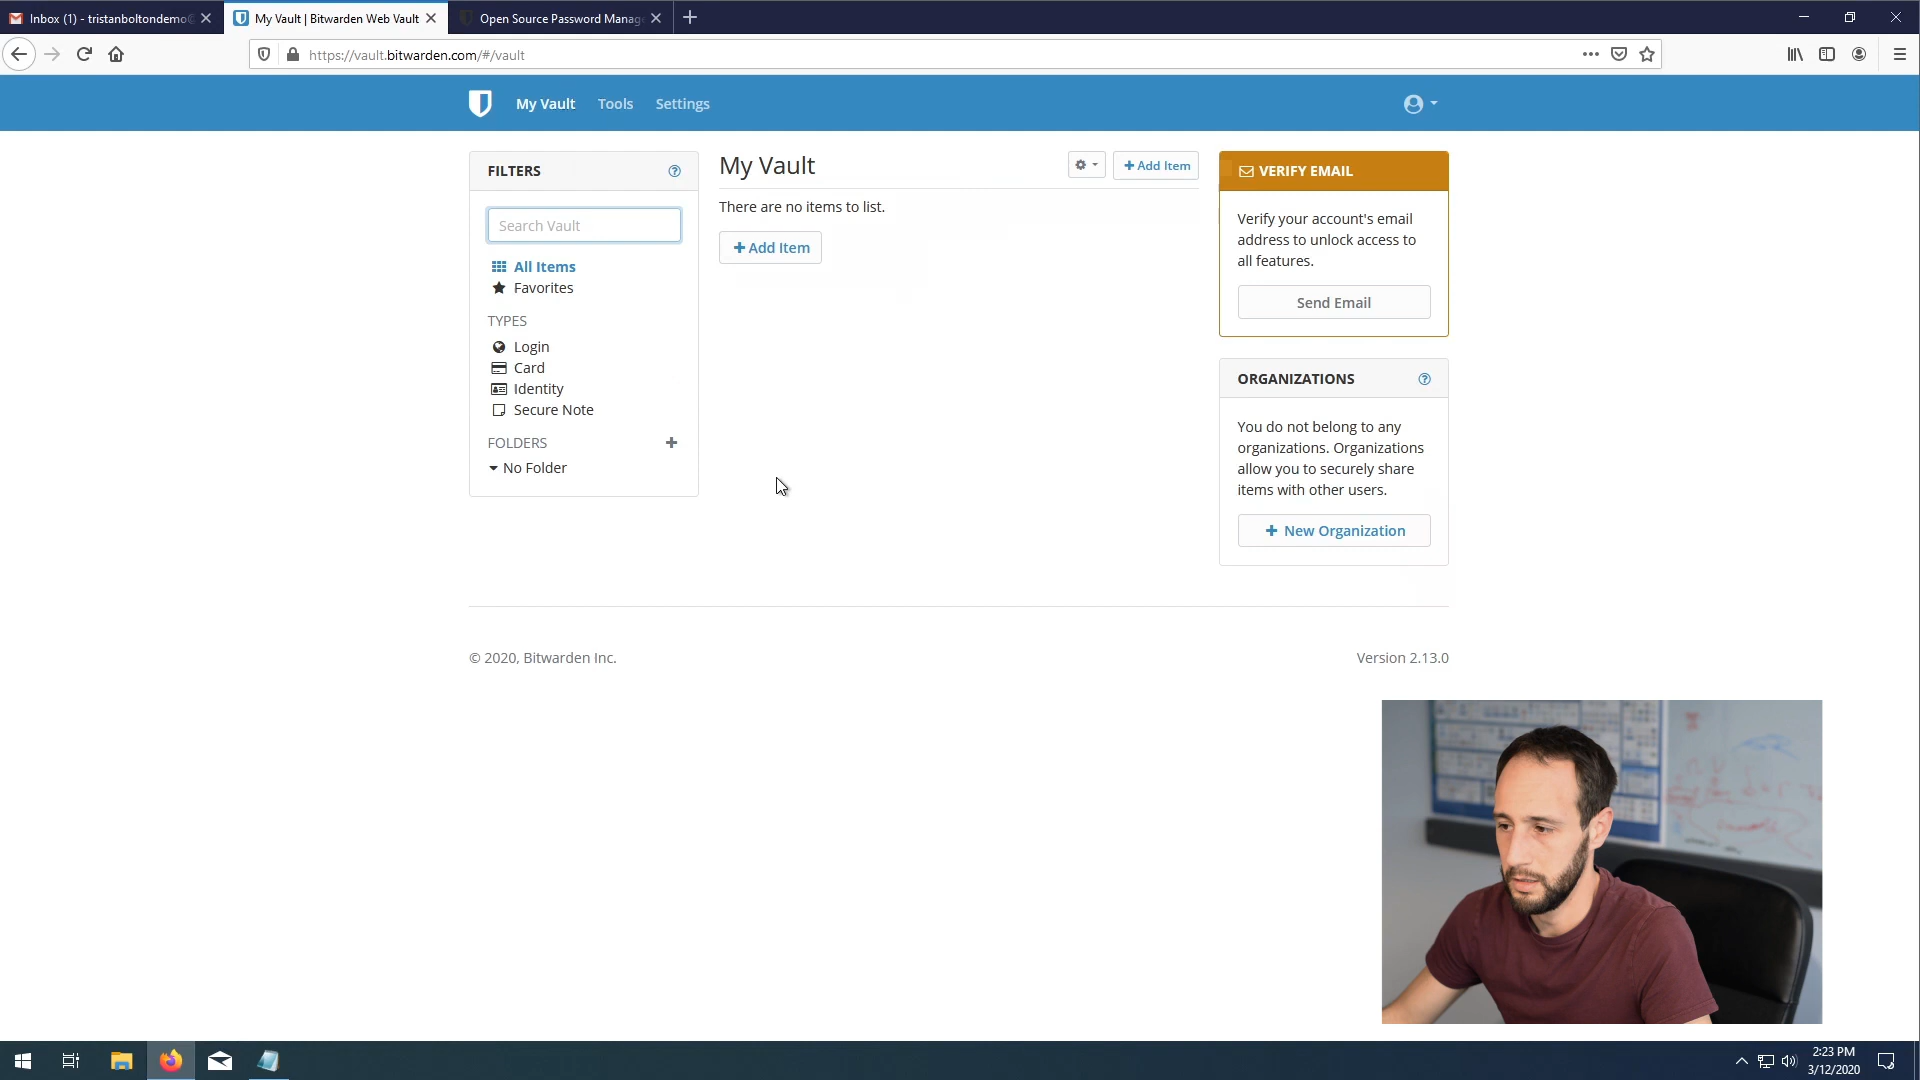 Inbox (1) - tristanboltondemo@
My Vault | Bitwarden Web Vault
Open Source Password Manag
https://vault.bitwarden.com/#/vault
My Vault
Tools
Settings
FILTERS
Search Vault
All Items
Favorites
TYPES
Login
Card
Identity
Secure Note
FOLDERS
No Folder
My Vault
Add Item
There are no items to list.
Add Item
VERIFY EMAIL
Verify your account's email
address to unlock access to
all features.
Send Email
ORGANIZATIONS
You do not belong to any
organizations. Organizations
allow you to securely share
items with other users.
New Organization
© 2020, Bitwarden Inc.
Version 2.13.0
2:23 PM
3/12/2020